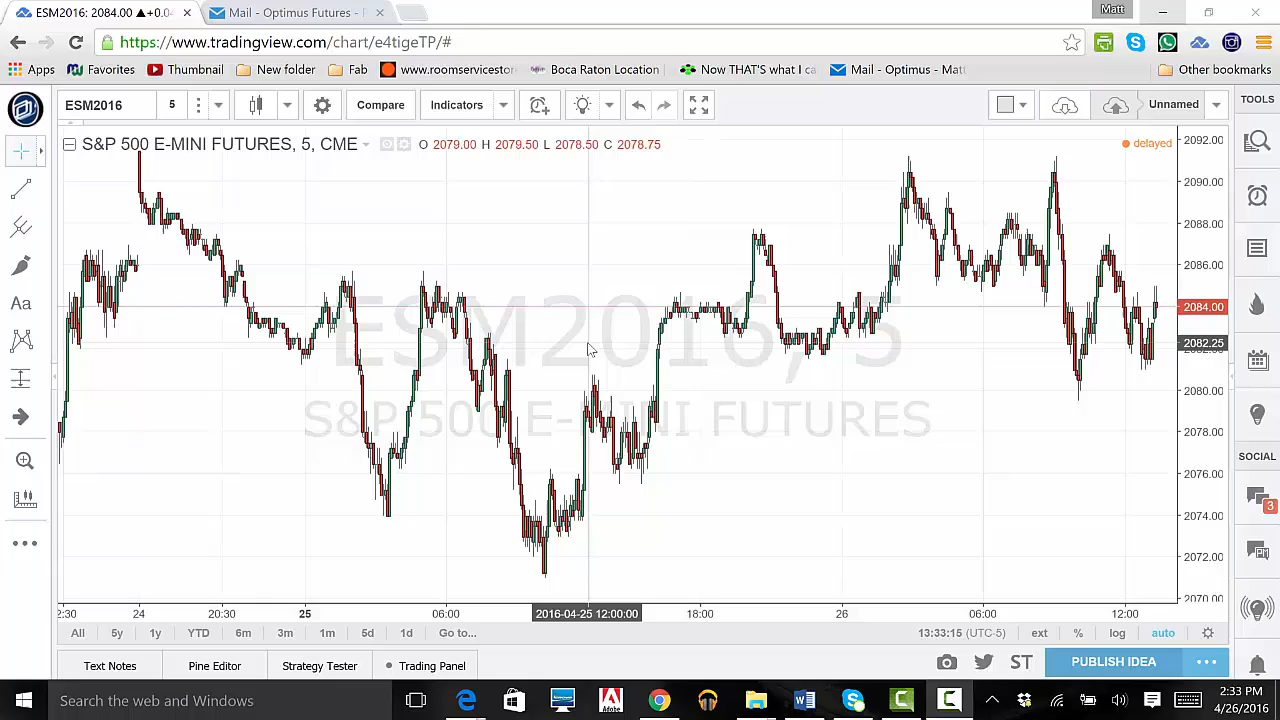 ESM2016: 2084.00 ▲+0.04
Mail - Optimus Futures -
Matt
https://www.tradingview.com/chart/e4tigeTP/#
Apps
Favorites
Thumbnail
New folder
Fab
www.roomservicestor
Boca Raton Location
Now THAT'S what I ca
Mail - Optimus - Matt
Other bookmarks
ESM2016
5
Compare
Indicators
Unnamed
TOOLS
S&P 500 E-MINI FUTURES, 5, CME
O 2079.00 H 2079.50 L 2078.50 C 2078.75
delayed
2092.00
2090.00
2088.00
2086.00
2084.00
2082.25
2080.00
2078.00
2076.00
2074.00
2072.00
2070.00
ESM2016, 5
S&P 500 E-MINI FUTURES
Aa
SOCIAL
3
2:30
24
20:30
25
06:00
2016-04-25 12:00:00
18:00
26
06:00
12:00
All
5y
1y
YTD
6m
3m
1m
5d
1d
Go to...
13:33:15 (UTC-5)
ext
%
log
auto
Text Notes
Pine Editor
Strategy Tester
Trading Panel
ST
PUBLISH IDEA
Search the web and Windows
Adobe
2:33 PM
4/26/2016